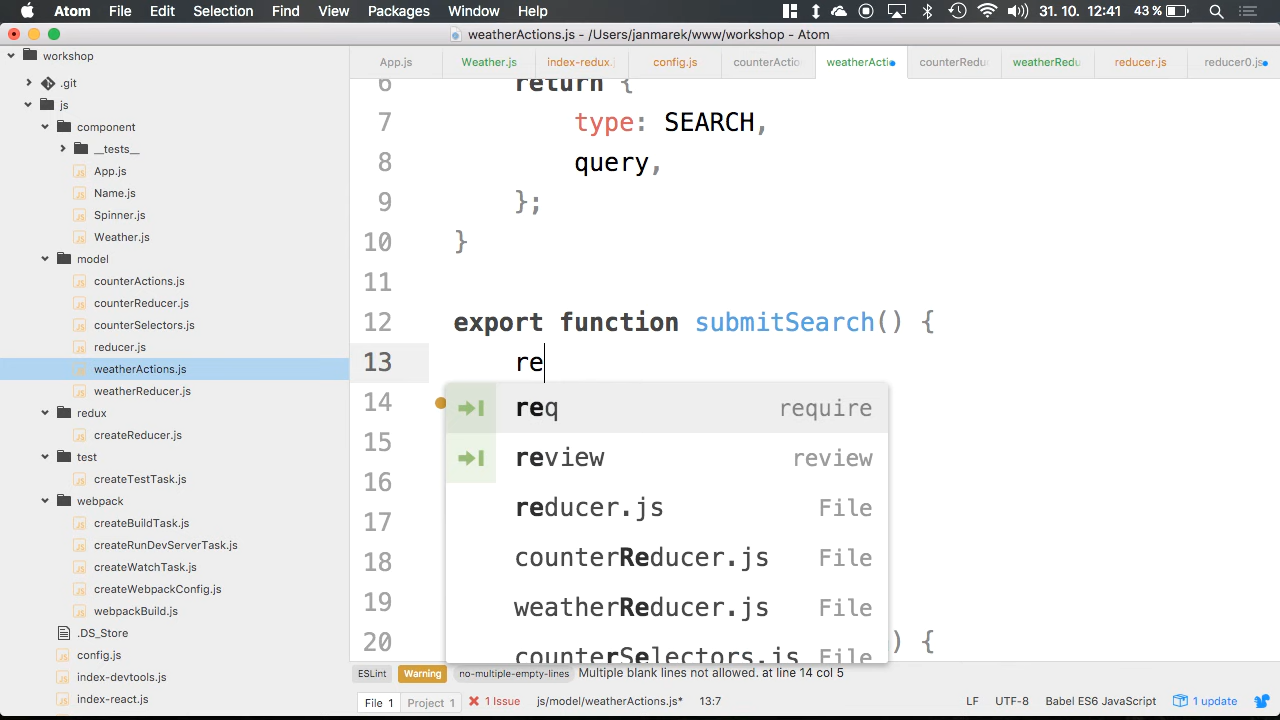 Atom File Edit Selection Find View Packages Window Help 31. 10. 12:41 43 %
weatherActions.js - /Users/janmarek/www/workshop - Atom
workshop
.git
js
component
__tests__
App.js
Name.js
Spinner.js
Weather.js
model
counterActions.js
counterReducer.js
counterSelectors.js
reducer.js
weatherActions.js
weatherReducer.js
redux
createReducer.js
test
createTestTask.js
webpack
createBuildTask.js
createRunDevServerTask.js
createWatchTask.js
createWebpackConfig.js
webpackBuild.js
.DS_Store
config.js
index-devtools.js
index-react.js
App.js Weather.js index-redux. config.js counterActio weatherActi counterRedu weatherRedu reducer.js reducer0.js
6 return {
7 type: SEARCH,
8 query,
9 };
10 }
11
12 export function submitSearch() {
13 re
14
15
16
17
18
19
20 ) {
req require
review review
reducer.js File
counterReducer.js File
weatherReducer.js File
counterSelectors.js File
ESLint Warning no-multiple-empty-lines Multiple blank lines not allowed. at line 14 col 5
File 1 Project 1 1 Issue js/model/weatherActions.js* 13:7 LF UTF-8 Babel ES6 JavaScript 1 update